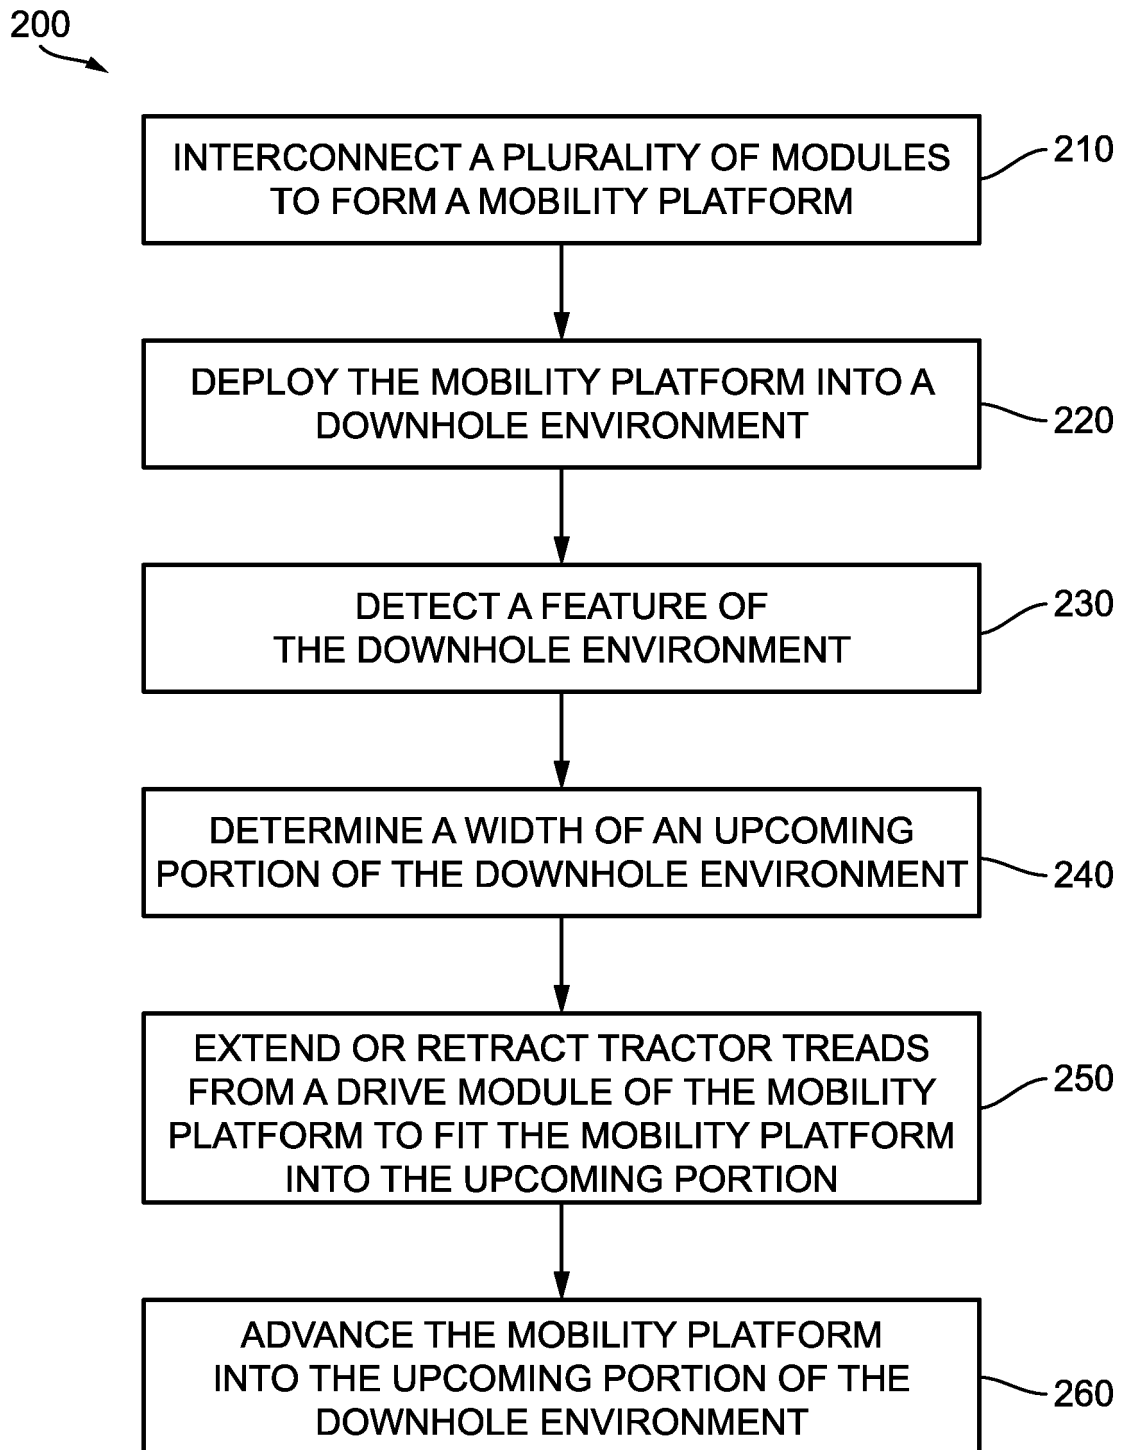 200
INTERCONNECT A PLURALITY OF MODULES
TO FORM A MOBILITY PLATFORM
210
DEPLOY THE MOBILITY PLATFORM INTO A
DOWNHOLE ENVIRONMENT
220
DETECT A FEATURE OF
THE DOWNHOLE ENVIRONMENT
230
DETERMINE A WIDTH OF AN UPCOMING
PORTION OF THE DOWNHOLE ENVIRONMENT
240
EXTEND OR RETRACT TRACTOR TREADS
FROM A DRIVE MODULE OF THE MOBILITY
PLATFORM TO FIT THE MOBILITY PLATFORM
INTO THE UPCOMING PORTION
250
ADVANCE THE MOBILITY PLATFORM
INTO THE UPCOMING PORTION OF THE
DOWNHOLE ENVIRONMENT
260